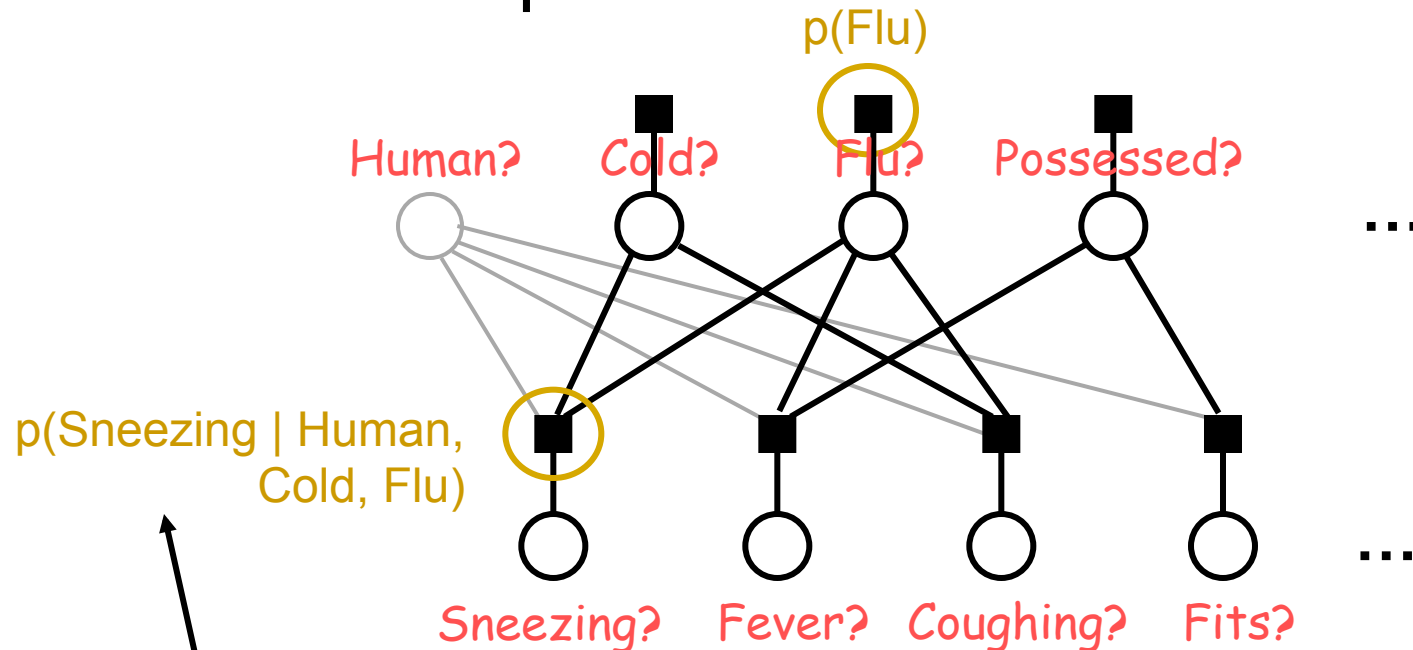 p(Flu)
Human? Cold? Flu? Possessed?
...
p(Sneezing | Human,
Cold, Flu)
...
Sneezing? Fever? Coughing? Fits?